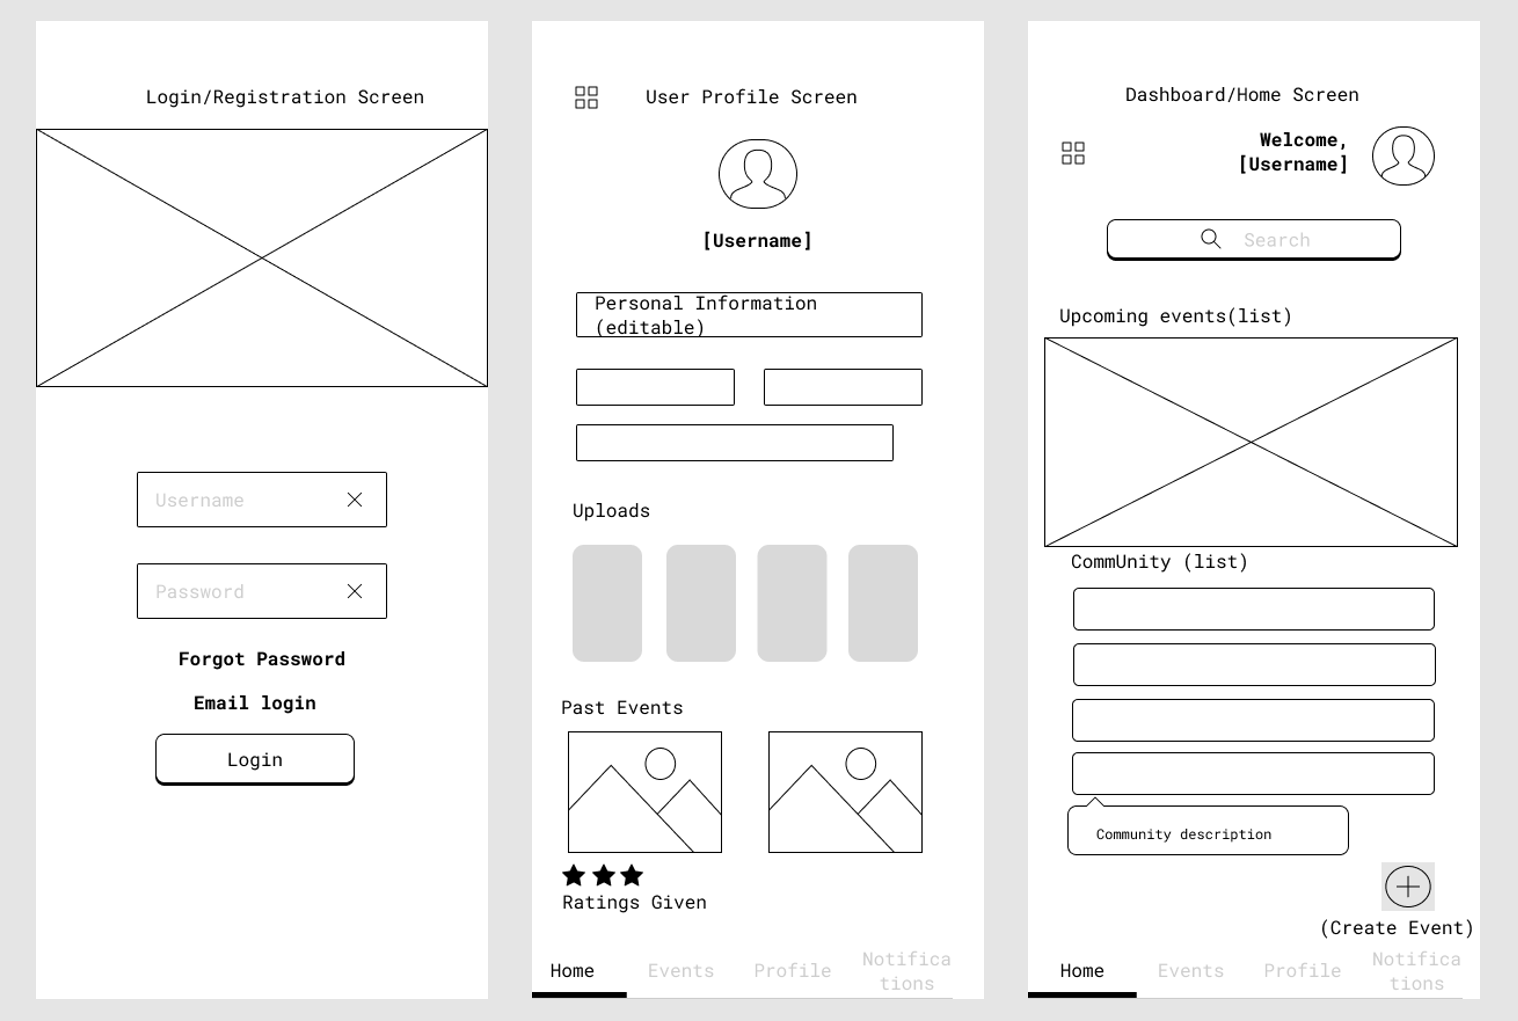 Login/Registration Screen
Username
Password
Forgot Password
Email login
Login
User Profile Screen
[Username]
Personal Information
(editable)
Uploads
Past Events
Ratings Given
Home Events Profile Notifica
tions
Dashboard/Home Screen
Welcome,
[Username]
Search
Upcoming events(list)
CommUnity (list)
Community description
(Create Event)
Home Events Profile Notifica
tions